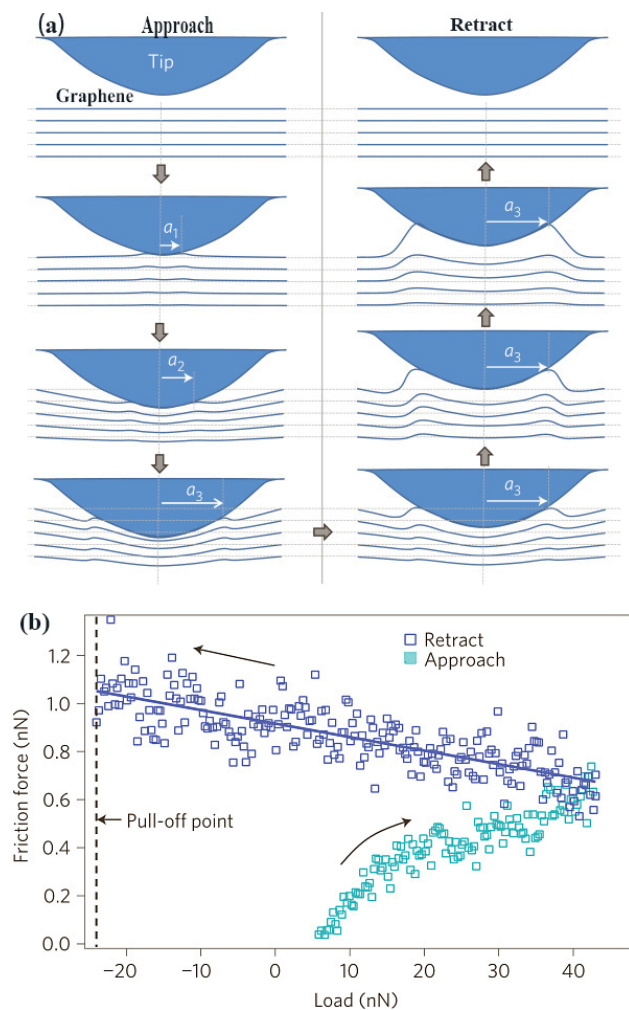 (a)
Approach
Retract
Tip
Graphene
a1
a3
a2
a3
a3
a3
(b)
Retract
Approach
Friction force (nN)
1.2
1.0
0.8
0.6
0.4
0.2
0.0
Pull-off point
−20 −10 0 10 20 30 40
Load (nN)